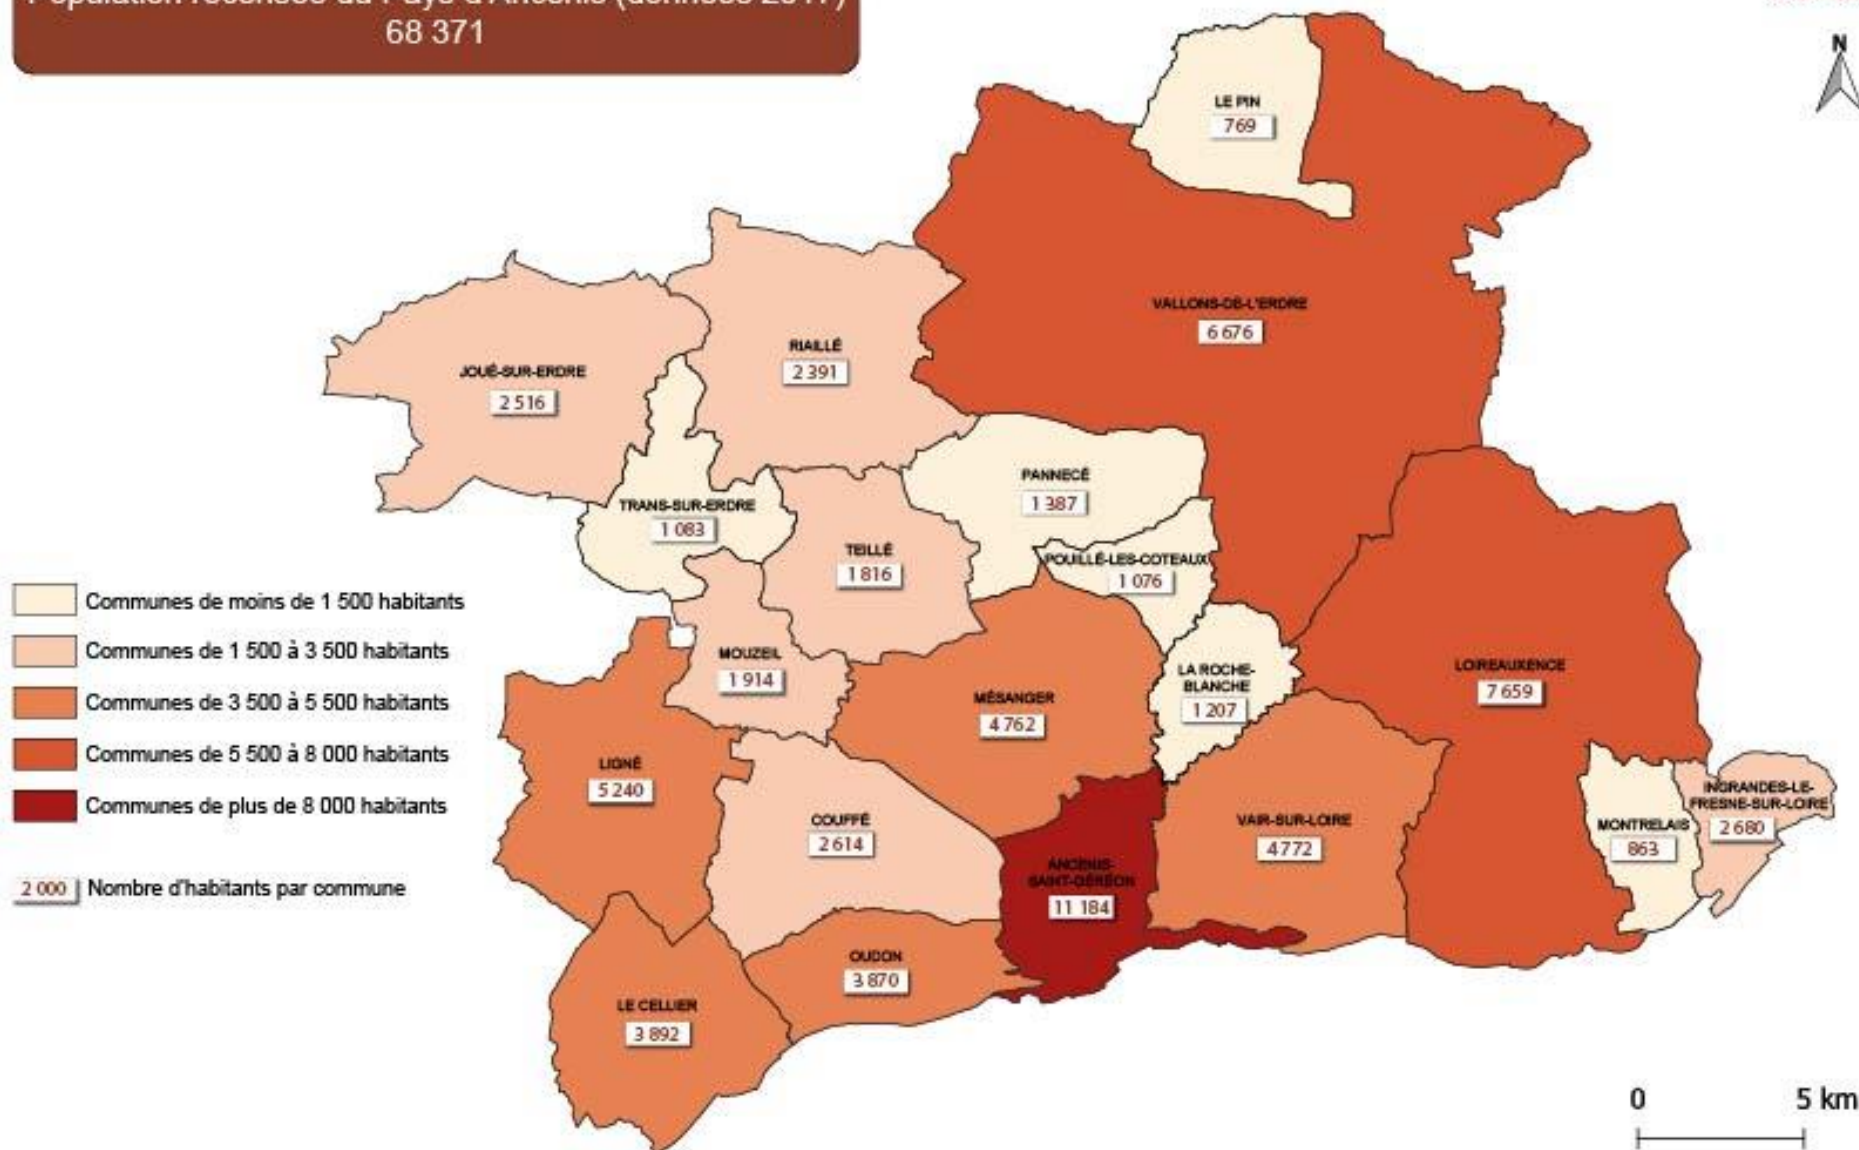 68 371
N
LE PIN
769
VALLONS-DE-L'ERDRE
6 676
RIAILLÉ
2 391
JOUÉ-SUR-ERDRE
2 516
PANNECÉ
1 387
TRANS-SUR-ERDRE
1 083
TEILLÉ
1 816
POUILLÉ-LES-COTEAUX
1 076
MOUZEIL
1 914
LA ROCHE-
BLANCHE
1 207
LOIREAUXENCE
7 659
MÉSANGER
4 762
LIGNÉ
5 240
COUFFÉ
2 614
VAIR-SUR-LOIRE
4 772
INGRANDES-LE-
FRESNE-SUR-LOIRE
2 680
MONTRELAIS
863
ANCENIS-
SAINT-GÉRÉON
11 184
OUDON
3 870
LE CELLIER
3 892
Communes de moins de 1 500 habitants
Communes de 1 500 à 3 500 habitants
Communes de 3 500 à 5 500 habitants
Communes de 5 500 à 8 000 habitants
Communes de plus de 8 000 habitants
2 000 Nombre d'habitants par commune
0 5 km